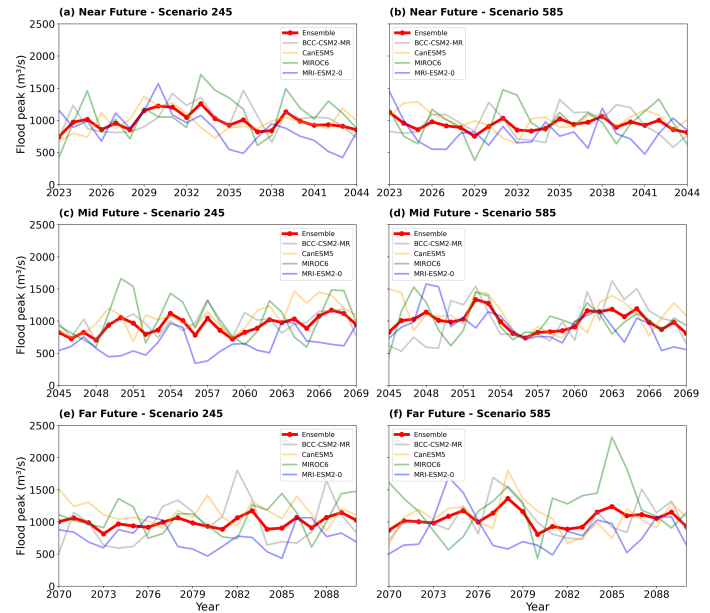 (a) Near Future - Scenario 245
2500
2000
1500
1000
500
0
Flood peak (m³/s)
Ensemble
BCC-CSM2-MR
CanESM5
MIROC6
MRI-ESM2-0
2023 2026 2029 2032 2035 2038 2041 2044
(b) Near Future - Scenario 585
Ensemble
BCC-CSM2-MR
CanESM5
MIROC6
MRI-ESM2-0
2023 2026 2029 2032 2035 2038 2041 2044
(c) Mid Future - Scenario 245
2500
2000
1500
1000
500
0
Flood peak (m³/s)
Ensemble
BCC-CSM2-MR
CanESM5
MIROC6
MRI-ESM2-0
2045 2048 2051 2054 2057 2060 2063 2066 2069
(d) Mid Future - Scenario 585
Ensemble
BCC-CSM2-MR
CanESM5
MIROC6
MRI-ESM2-0
2045 2048 2051 2054 2057 2060 2063 2066 2069
(e) Far Future - Scenario 245
2500
2000
1500
1000
500
0
Flood peak (m³/s)
Ensemble
BCC-CSM2-MR
CanESM5
MIROC6
MRI-ESM2-0
2070 2073 2076 2079 2082 2085 2088
Year
(f) Far Future - Scenario 585
Ensemble
BCC-CSM2-MR
CanESM5
MIROC6
MRI-ESM2-0
2070 2073 2076 2079 2082 2085 2088
Year